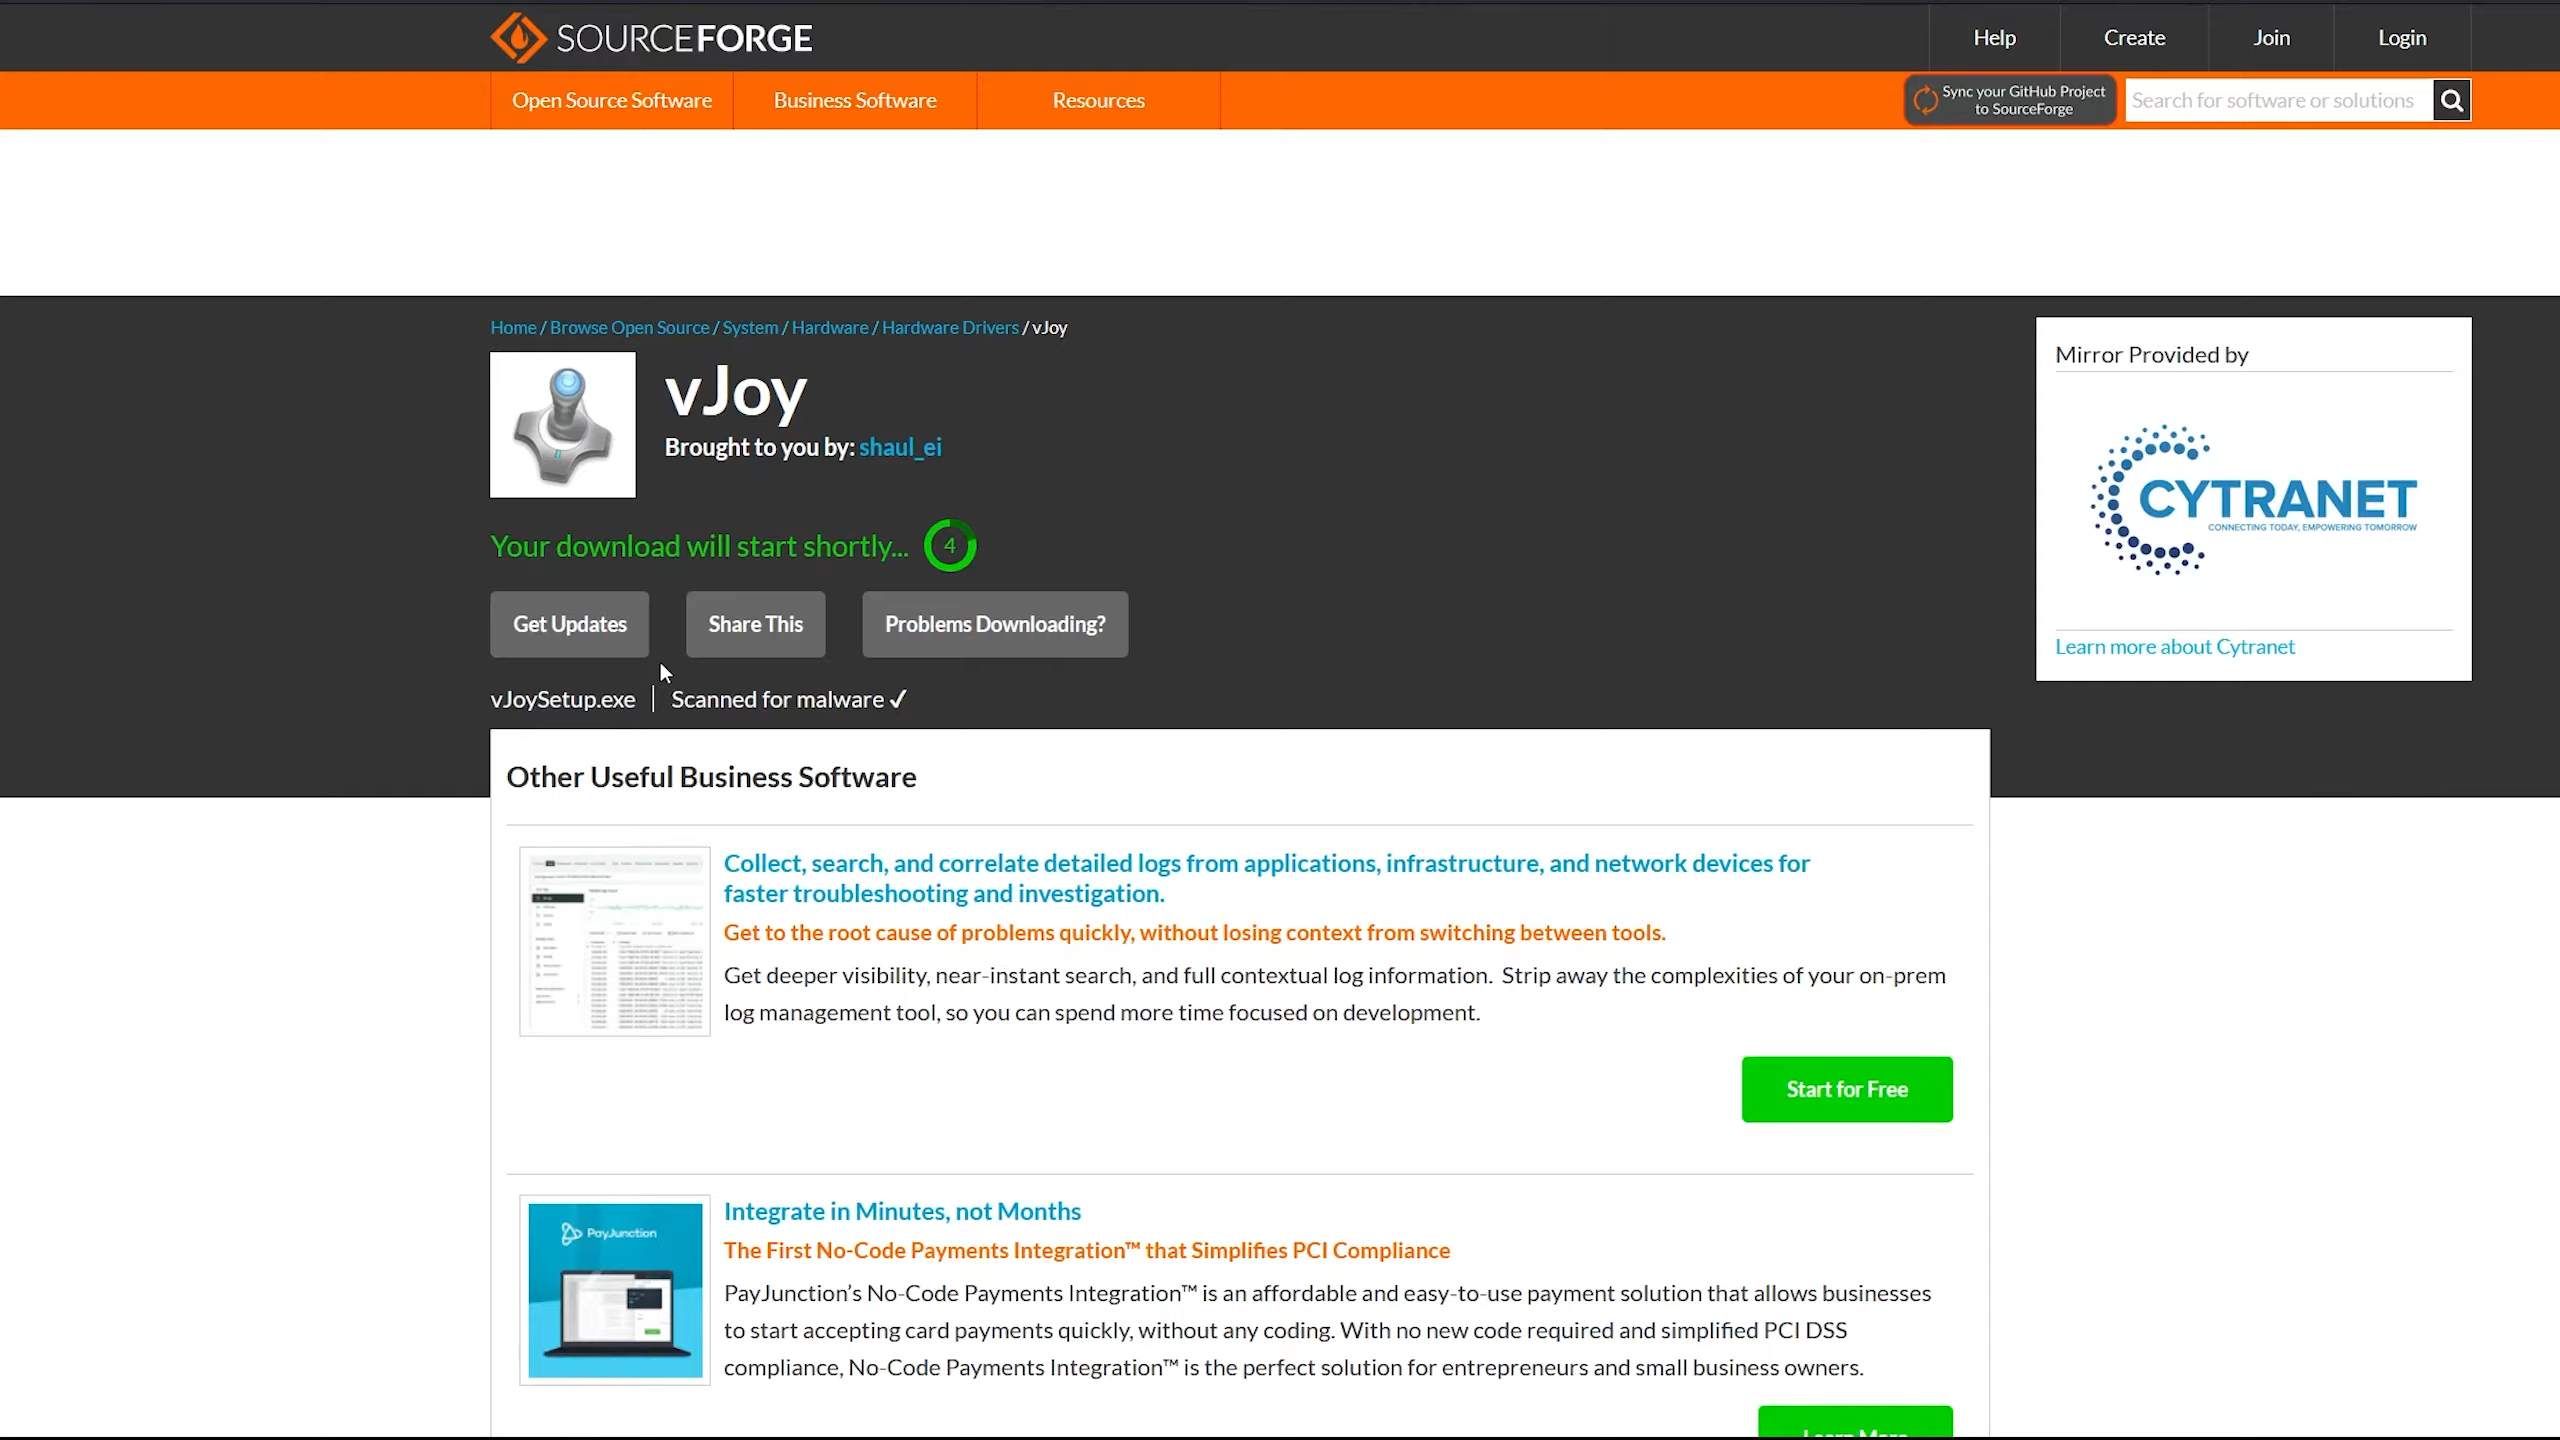 SOURCEFORGE
Help
Create
Join
Login
Open Source Software
Business Software
Resources
Sync your GitHub Project
to SourceForge
Search for software or solutions
Home / Browse Open Source / System / Hardware / Hardware Drivers / vJoy
vJoy
Brought to you by: shaul_ei
Your download will start shortly... 4
Get Updates
Share This
Problems Downloading?
vJoySetup.exe
Scanned for malware ✓
Mirror Provided by
CYTRANET
CONNECTING TODAY, EMPOWERING TOMORROW
Learn more about Cytranet
Other Useful Business Software
Collect, search, and correlate detailed logs from applications, infrastructure, and network devices for
faster troubleshooting and investigation.
Get to the root cause of problems quickly, without losing context from switching between tools.
Get deeper visibility, near-instant search, and full contextual log information. Strip away the complexities of your on-prem
log management tool, so you can spend more time focused on development.
Start for Free
PayJunction
Integrate in Minutes, not Months
The First No-Code Payments Integration™ that Simplifies PCI Compliance
PayJunction's No-Code Payments Integration™ is an affordable and easy-to-use payment solution that allows businesses
to start accepting card payments quickly, without any coding. With no new code required and simplified PCI DSS
compliance, No-Code Payments Integration™ is the perfect solution for entrepreneurs and small business owners.
Learn More